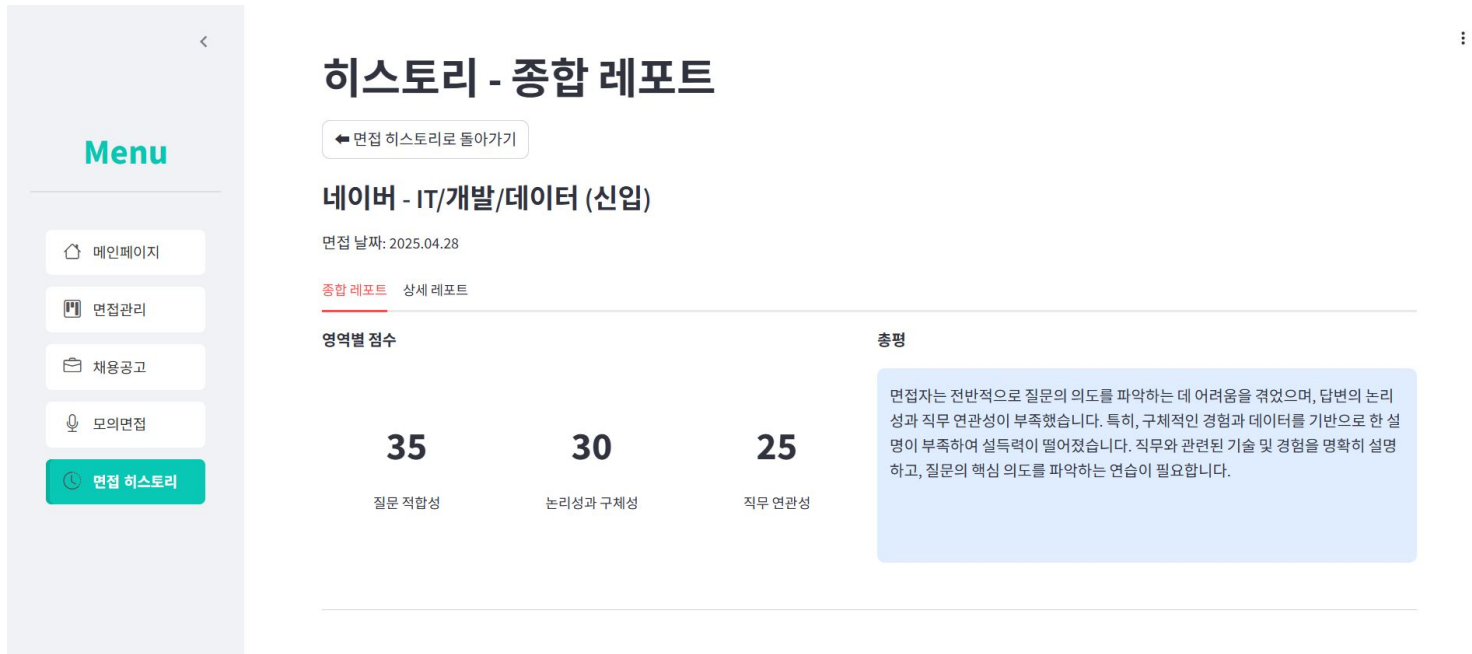 Menu
메인페이지
면접관리
채용공고
모의면접
면접 히스토리
히스토리 - 종합 레포트
⬅ 면접 히스토리로 돌아가기
네이버 - IT/개발/데이터 (신입)
면접 날짜: 2025.04.28
종합 레포트 상세 레포트
영역별 점수
35 30 25
질문 적합성 논리성과 구체성 직무 연관성
총평
면접자는 전반적으로 질문의 의도를 파악하는 데 어려움을 겪었으며, 답변의 논리
성과 직무 연관성이 부족했습니다. 특히, 구체적인 경험과 데이터를 기반으로 한 설
명이 부족하여 설득력이 떨어졌습니다. 직무와 관련된 기술 및 경험을 명확히 설명
하고, 질문의 핵심 의도를 파악하는 연습이 필요합니다.